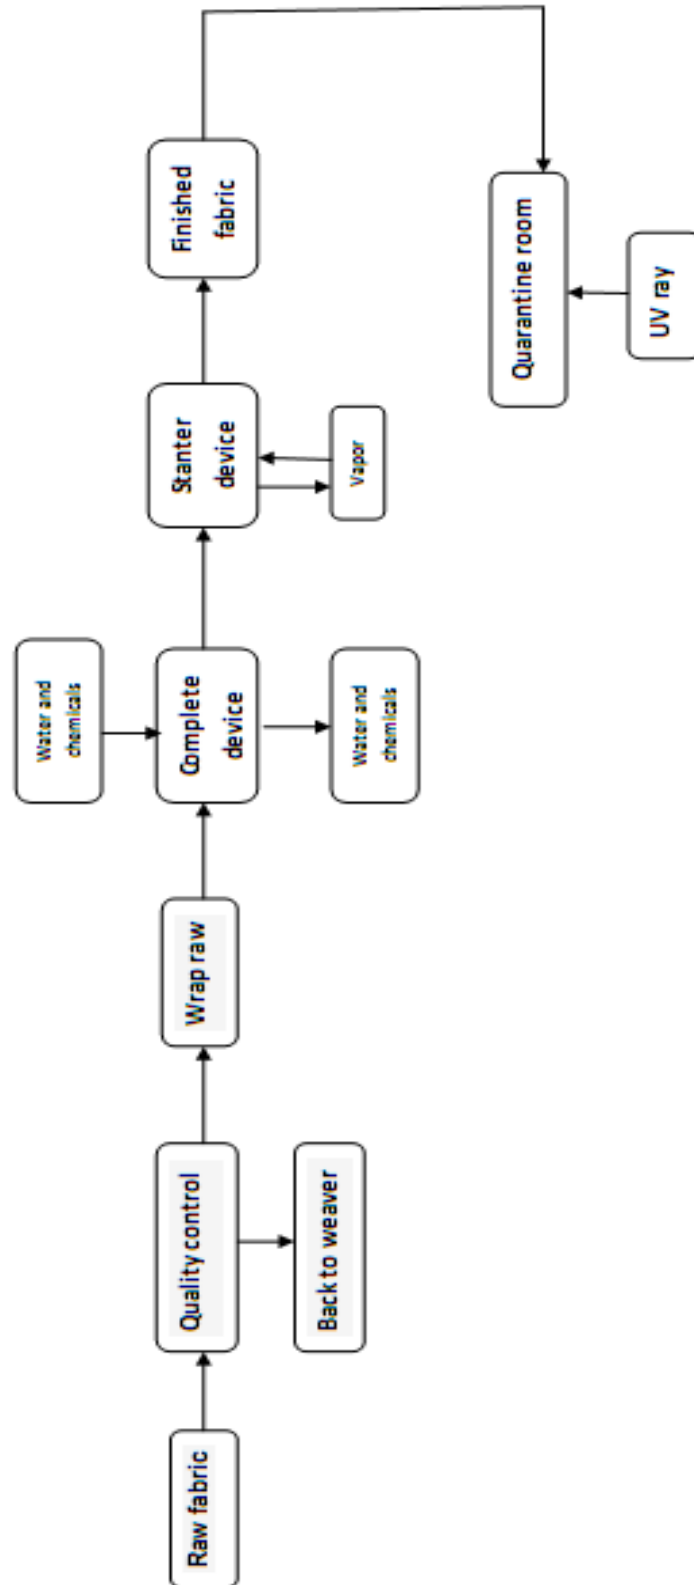 Raw fabric
Quality control
Back to weaver
Wrap raw
Water and
chemicals
Complete
device
Water and
chemicals
Stanter
device
Vapor
Finished
fabric
Quarantine room
UV ray